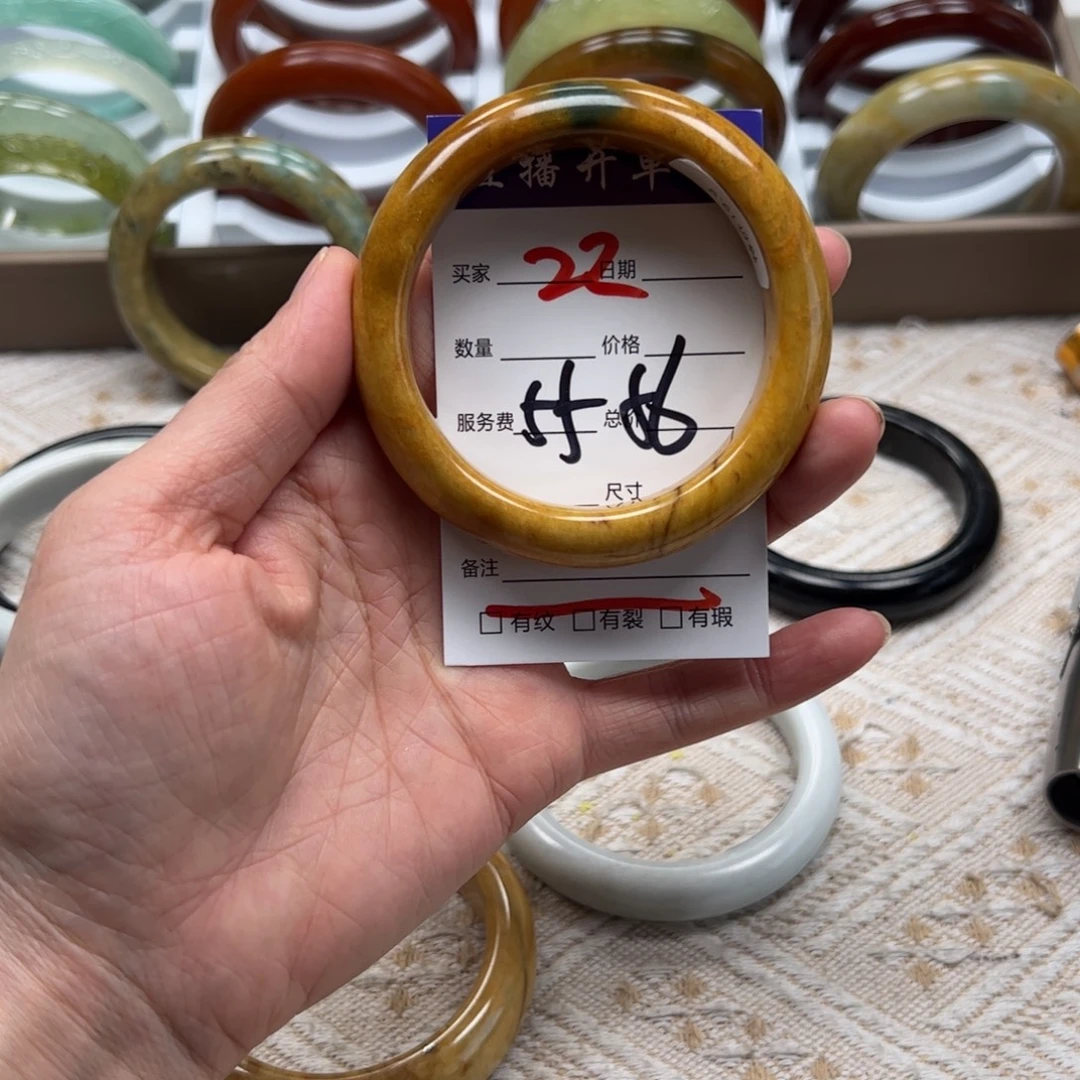 播开单
买家 22 日期
数量 价格
服务费 总价
尺寸
备注
□有纹 □有裂 □有瑕